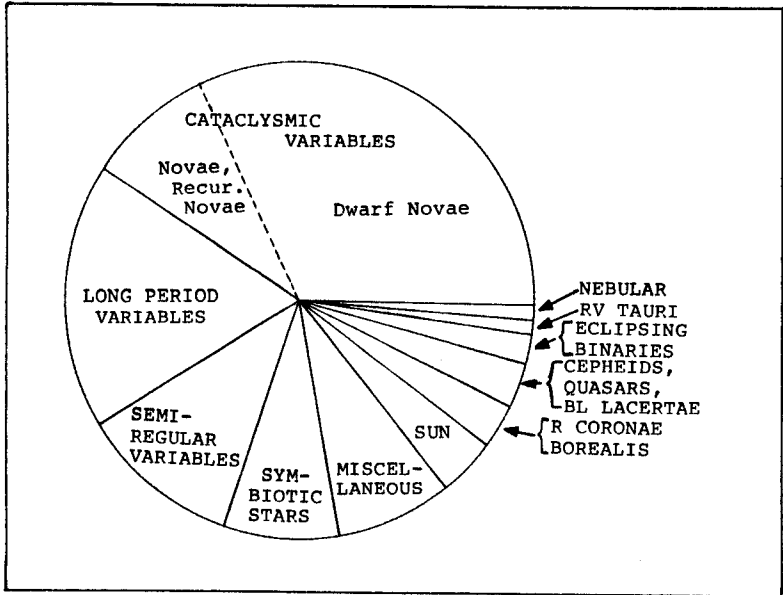 CATACLYSMIC
VARIABLES
Novae,
Recur.
Novae
Dwarf Novae
LONG PERIOD
VARIABLES
SEMI-
REGULAR
VARIABLES
SYM-
BIOTIC
STARS
MISCEL-
LANEOUS
SUN
NEBULAR
RV TAURI
ECLIPSING
BINARIES
CEPHEIDS,
QUASARS,
BL LACERTAE
R CORONAE
BOREALIS